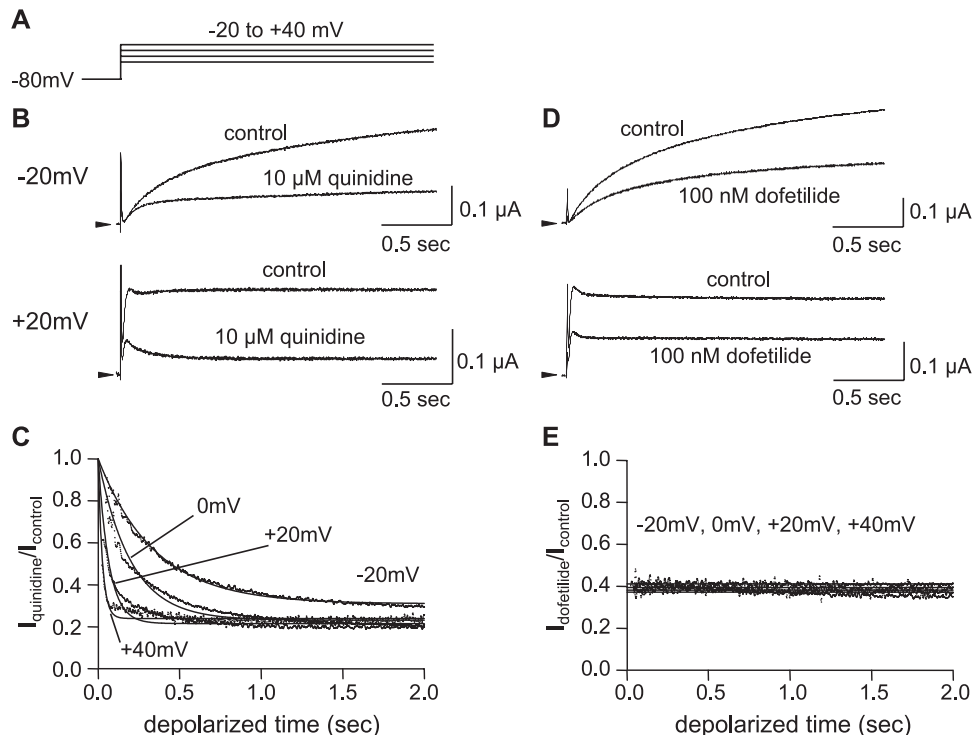 A
-20 to +40 mV
-80mV
B
-20mV
control
10 µM quinidine
0.1 µA
0.5 sec
+20mV
control
10 µM quinidine
0.1 µA
0.5 sec
D
control
100 nM dofetilide
0.1 µA
0.5 sec
control
100 nM dofetilide
0.1 µA
0.5 sec
C
Iquinidine/Icontrol
1.0
0.8
0.6
0.4
0.2
0.0
0mV
+20mV
-20mV
+40mV
0.0 0.5 1.0 1.5 2.0
depolarized time (sec)
E
Idofetilide/Icontrol
1.0
0.8
0.6
0.4
0.2
0.0
-20mV, 0mV, +20mV, +40mV
0.0 0.5 1.0 1.5 2.0
depolarized time (sec)